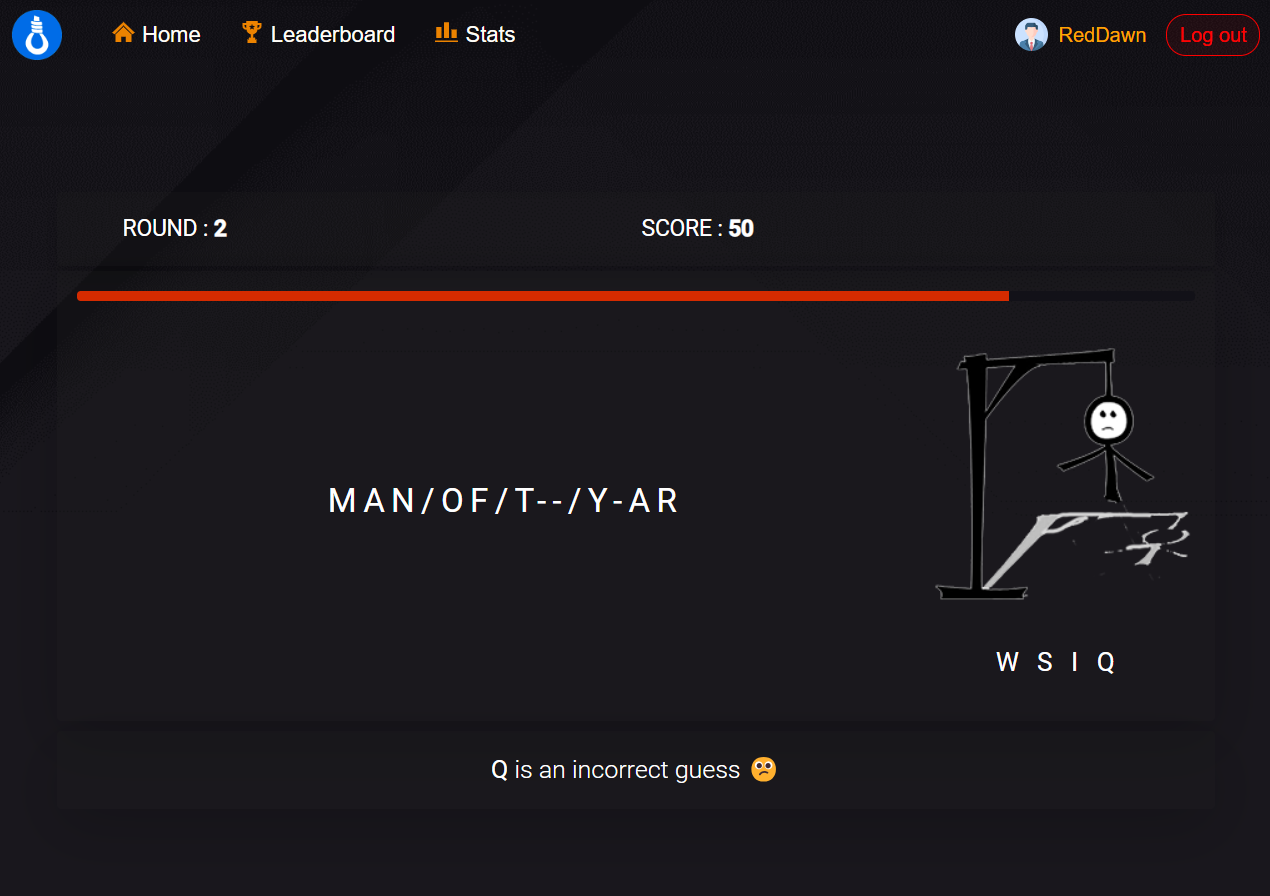 Home Leaderboard Stats RedDawn Log out
ROUND : 2 SCORE : 50
MAN/OF/T--/Y-AR
W S I Q
Q is an incorrect guess